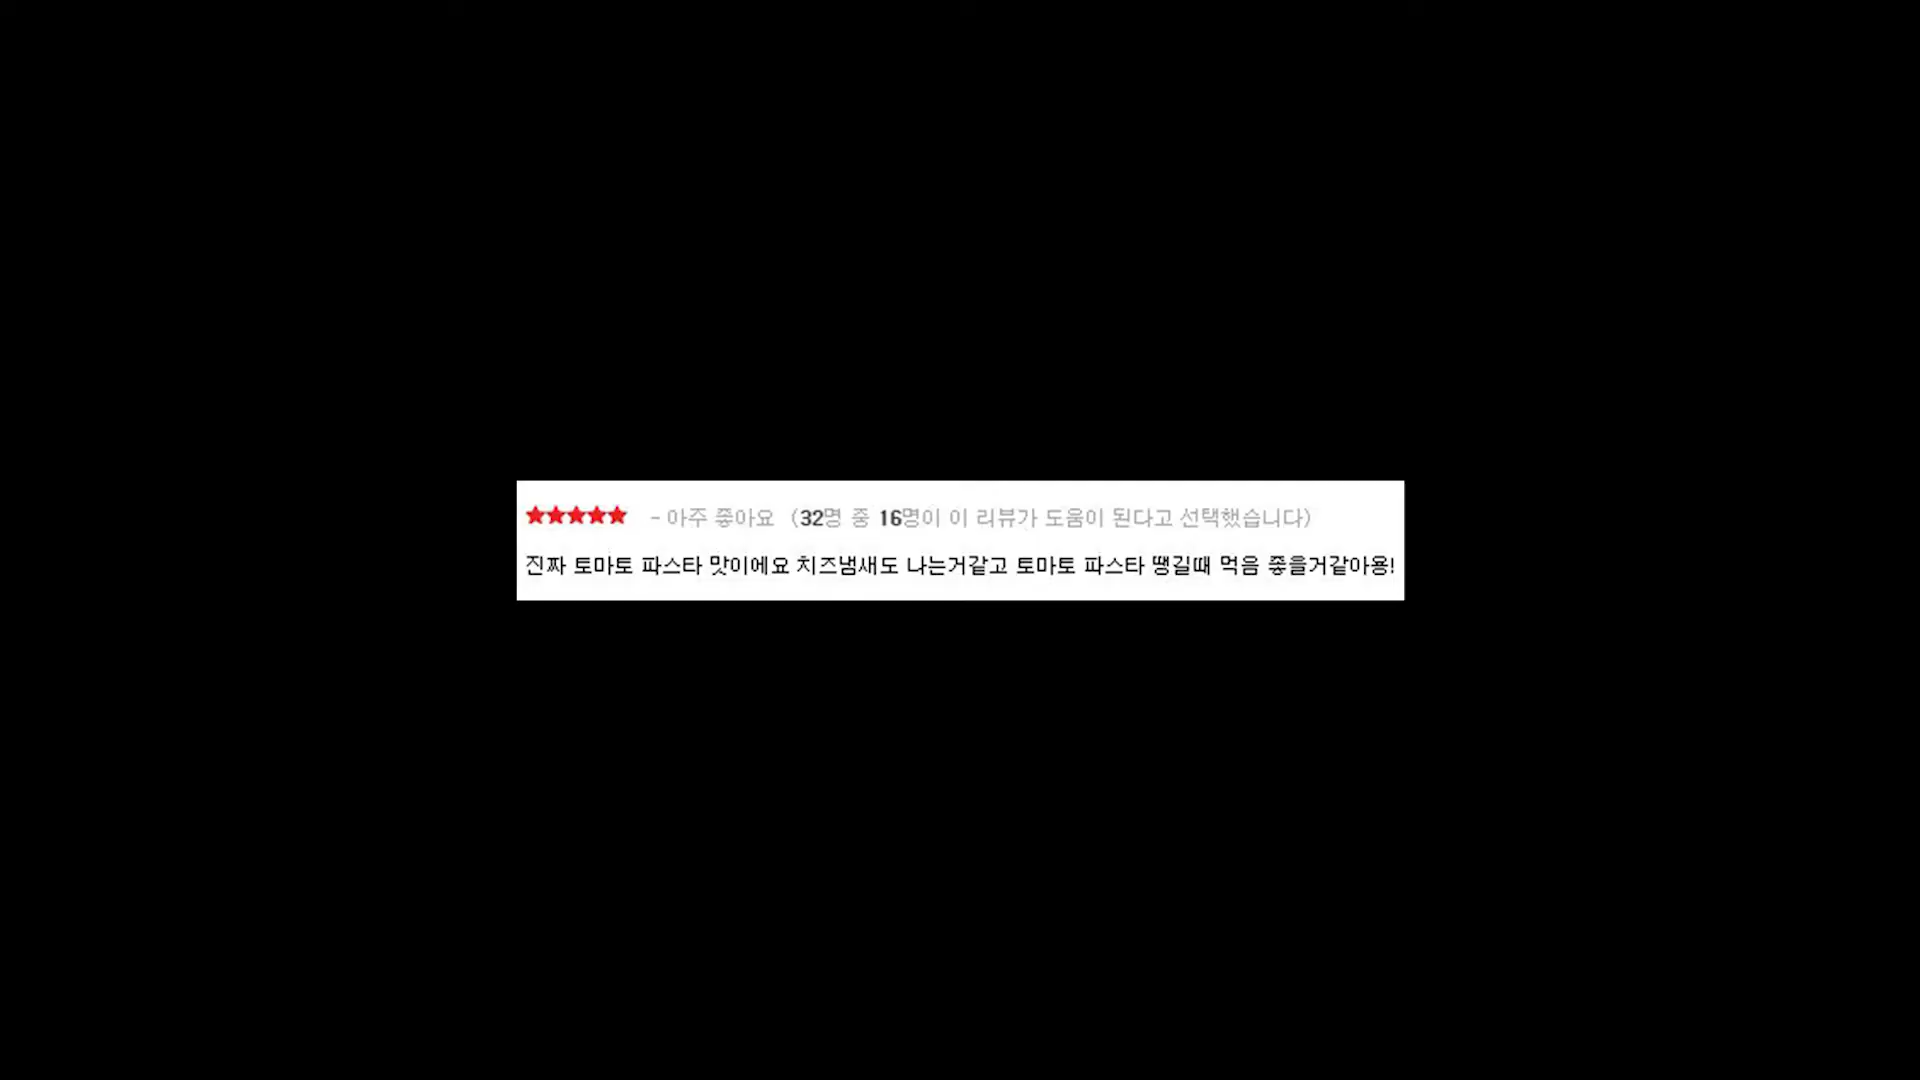 ★★★★★ - 아주 좋아요 (32명 중 16명이 이 리뷰가 도움이 된다고 선택했습니다)
진짜 토마토 파스타 맛이에요 치즈냄새도 나는거같고 토마토 파스타 땡길때 먹음 좋을거같아용!